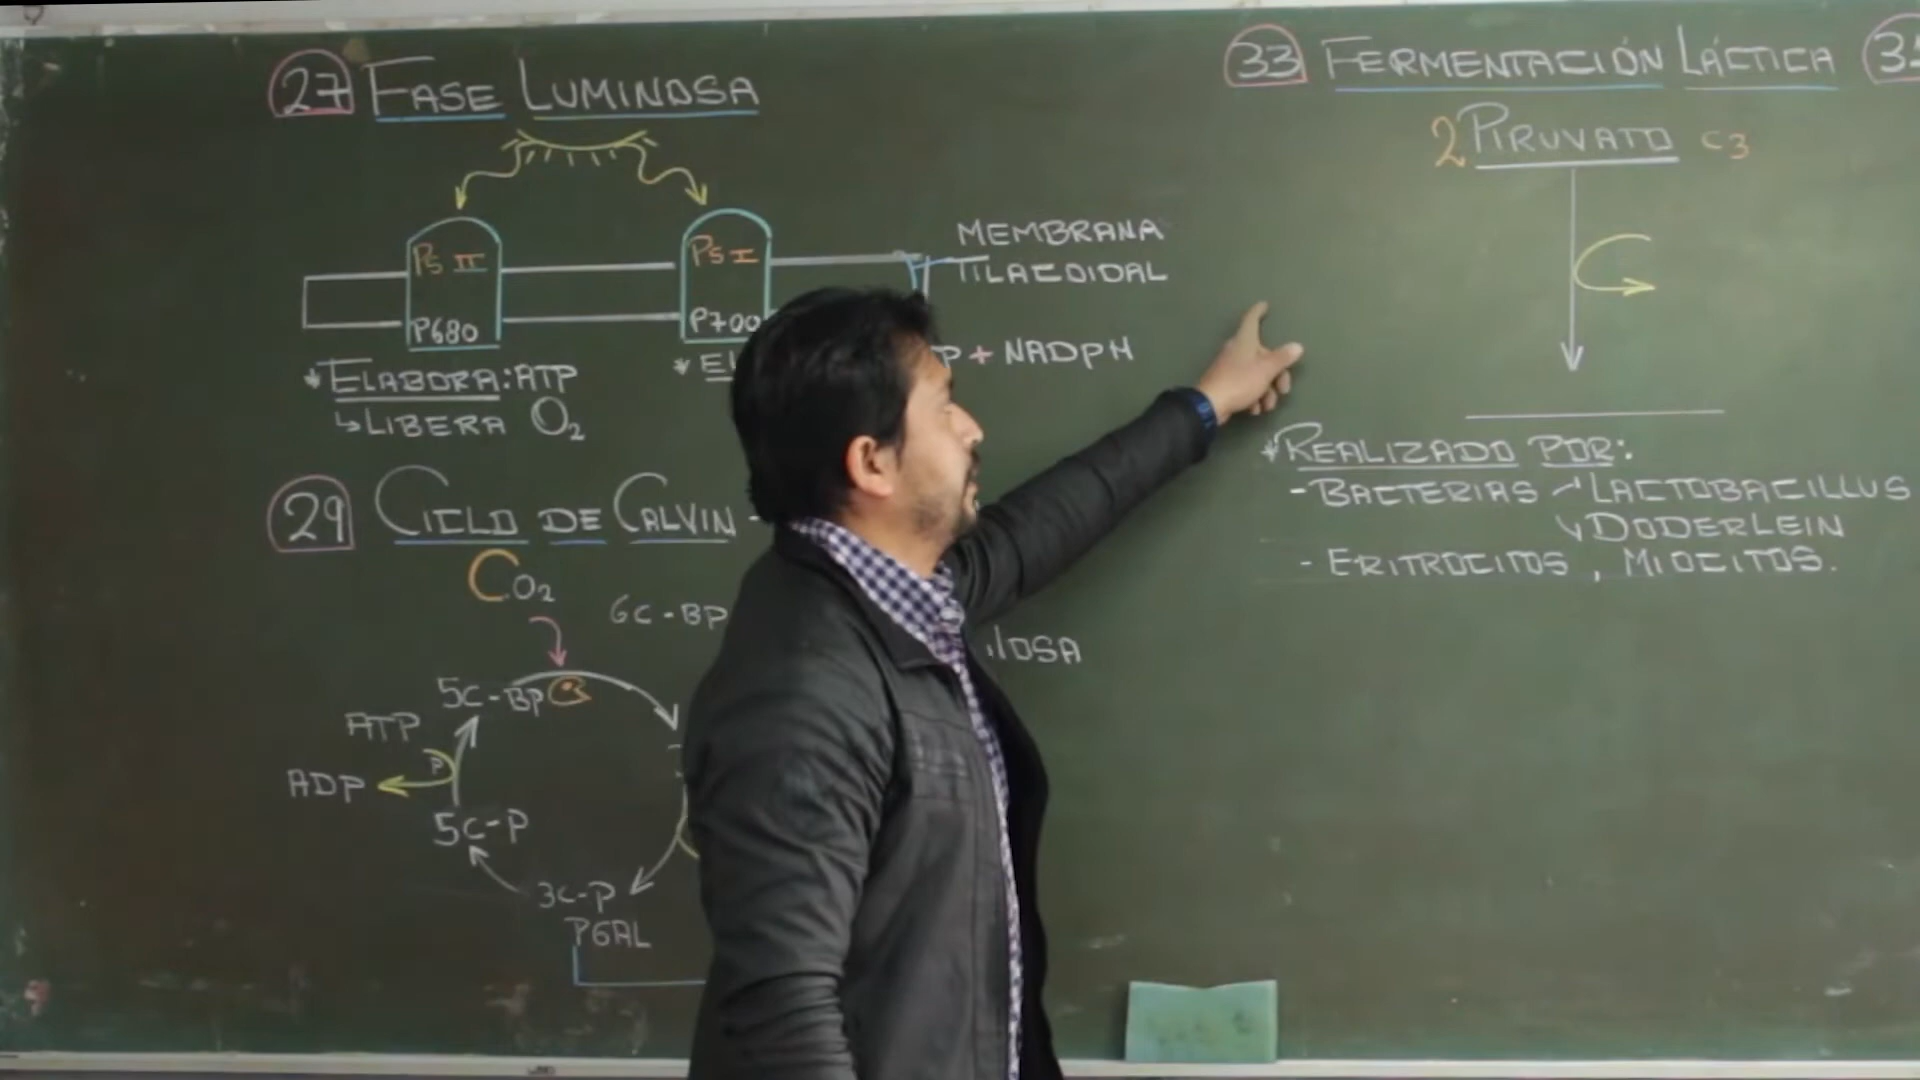 27 FASE LUMINOSA
PS II
PS I
P680
P700
MEMBRANA
TILACOIDAL
* ELABORA: ATP
↳ LIBERA O2
* El
P + NADPH
29 CICLO DE CALVIN -
CO2
6C-BP
5C-BP
ATP
P
ADP
5C-P
3C-P
PGAL
OSA
33 FERMENTACIÓN LÁCTICA
2 PIRUVATO C3
* REALIZADO POR:
- BACTERIAS LACTOBACILLUS
DODERLEIN
- ERITROCITOS, MIOCITOS.